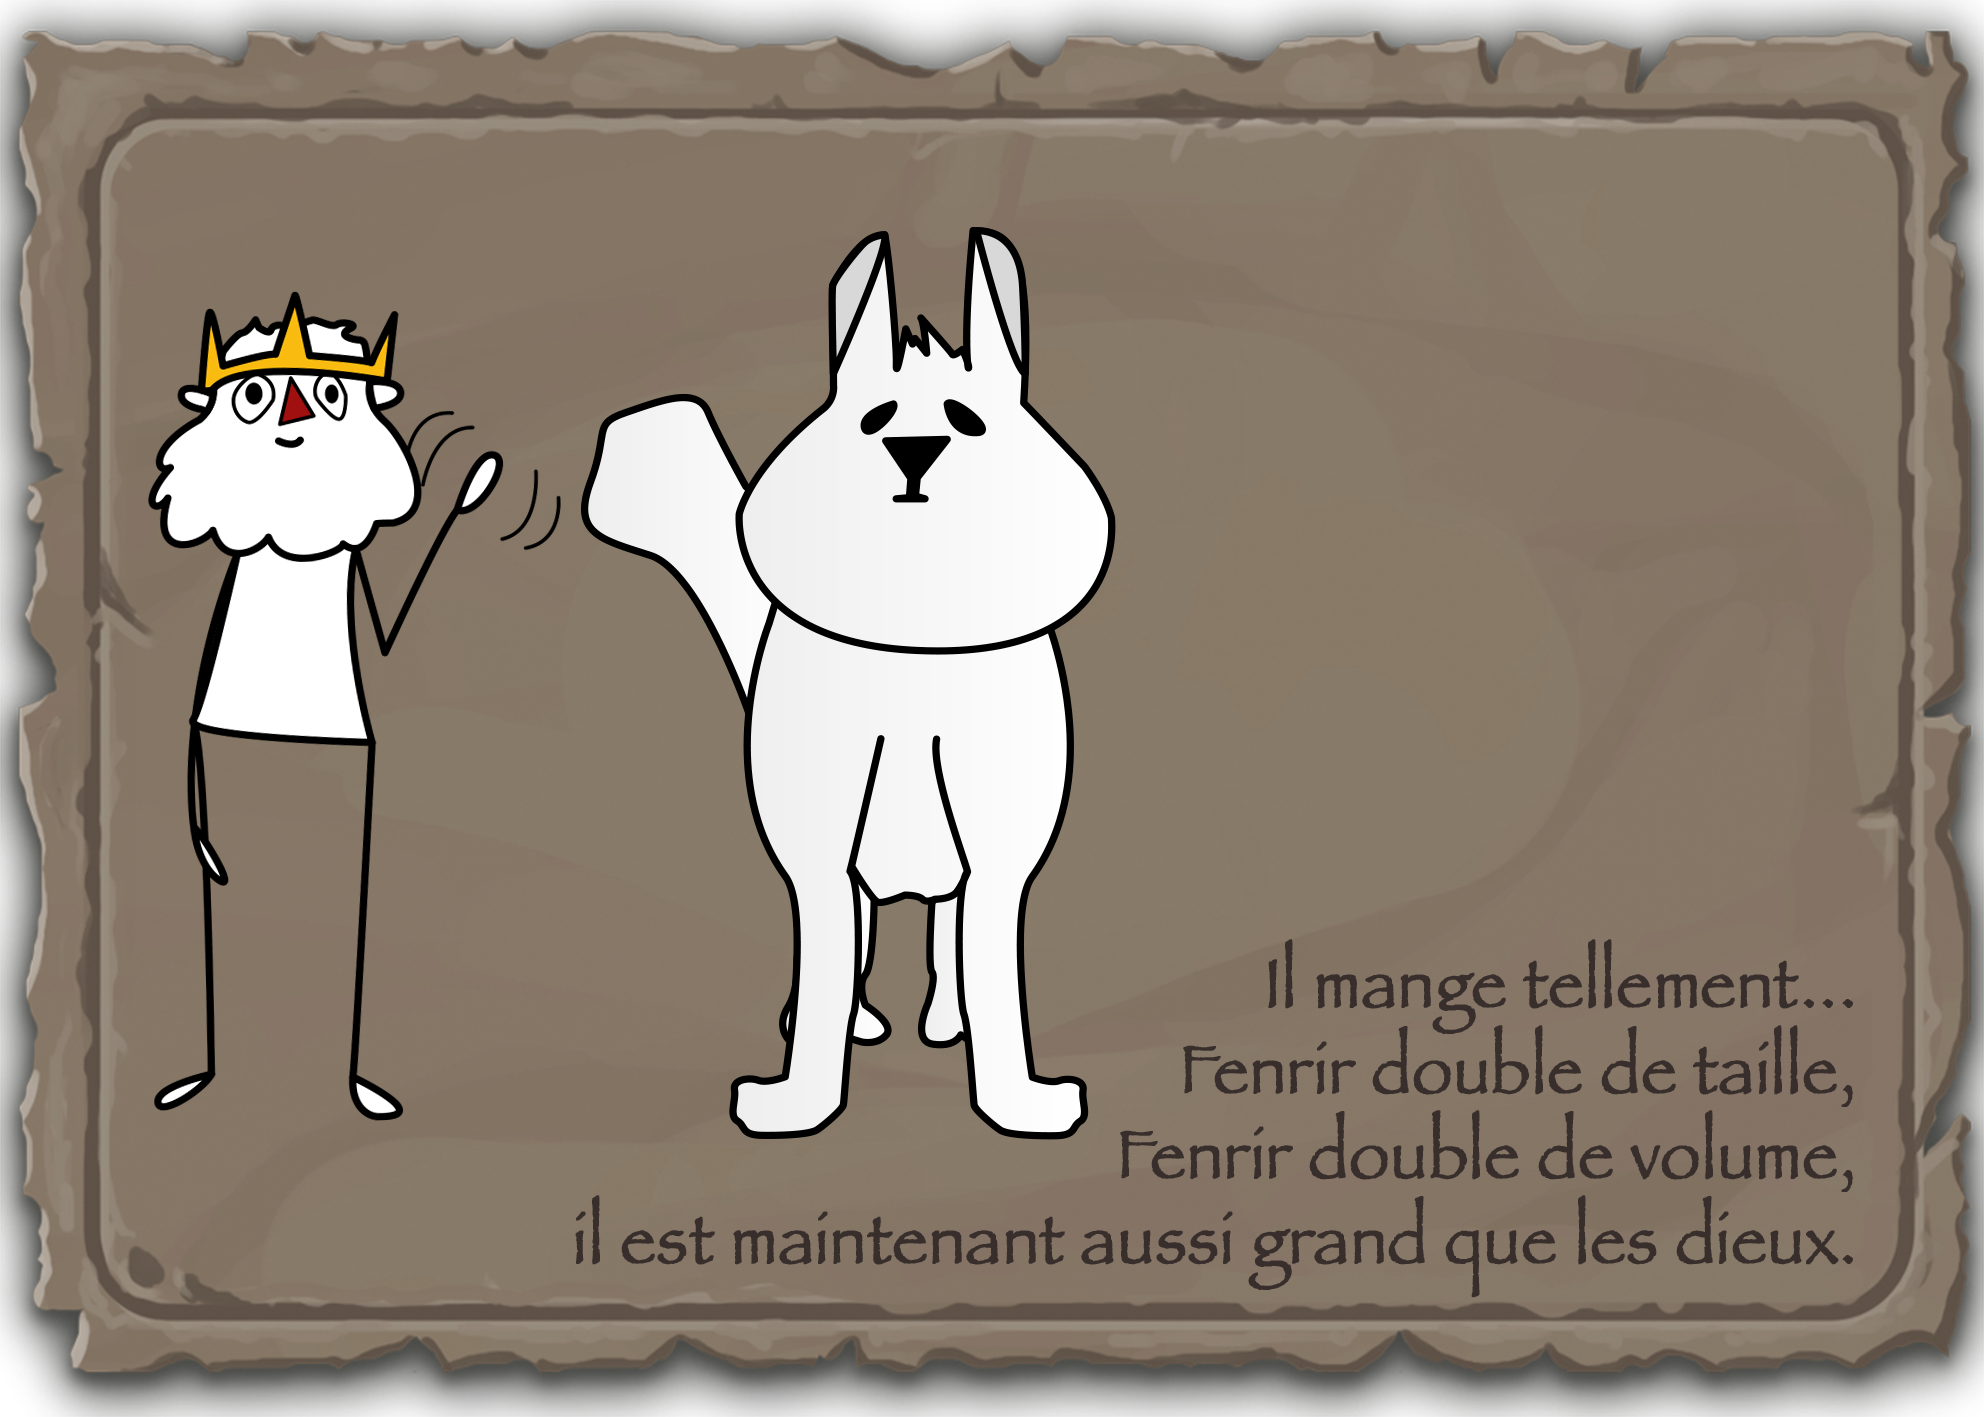 Il mange tellement...
Fenrir double de taille,
Fenrir double de volume,
il est maintenant aussi grand que les dieux.